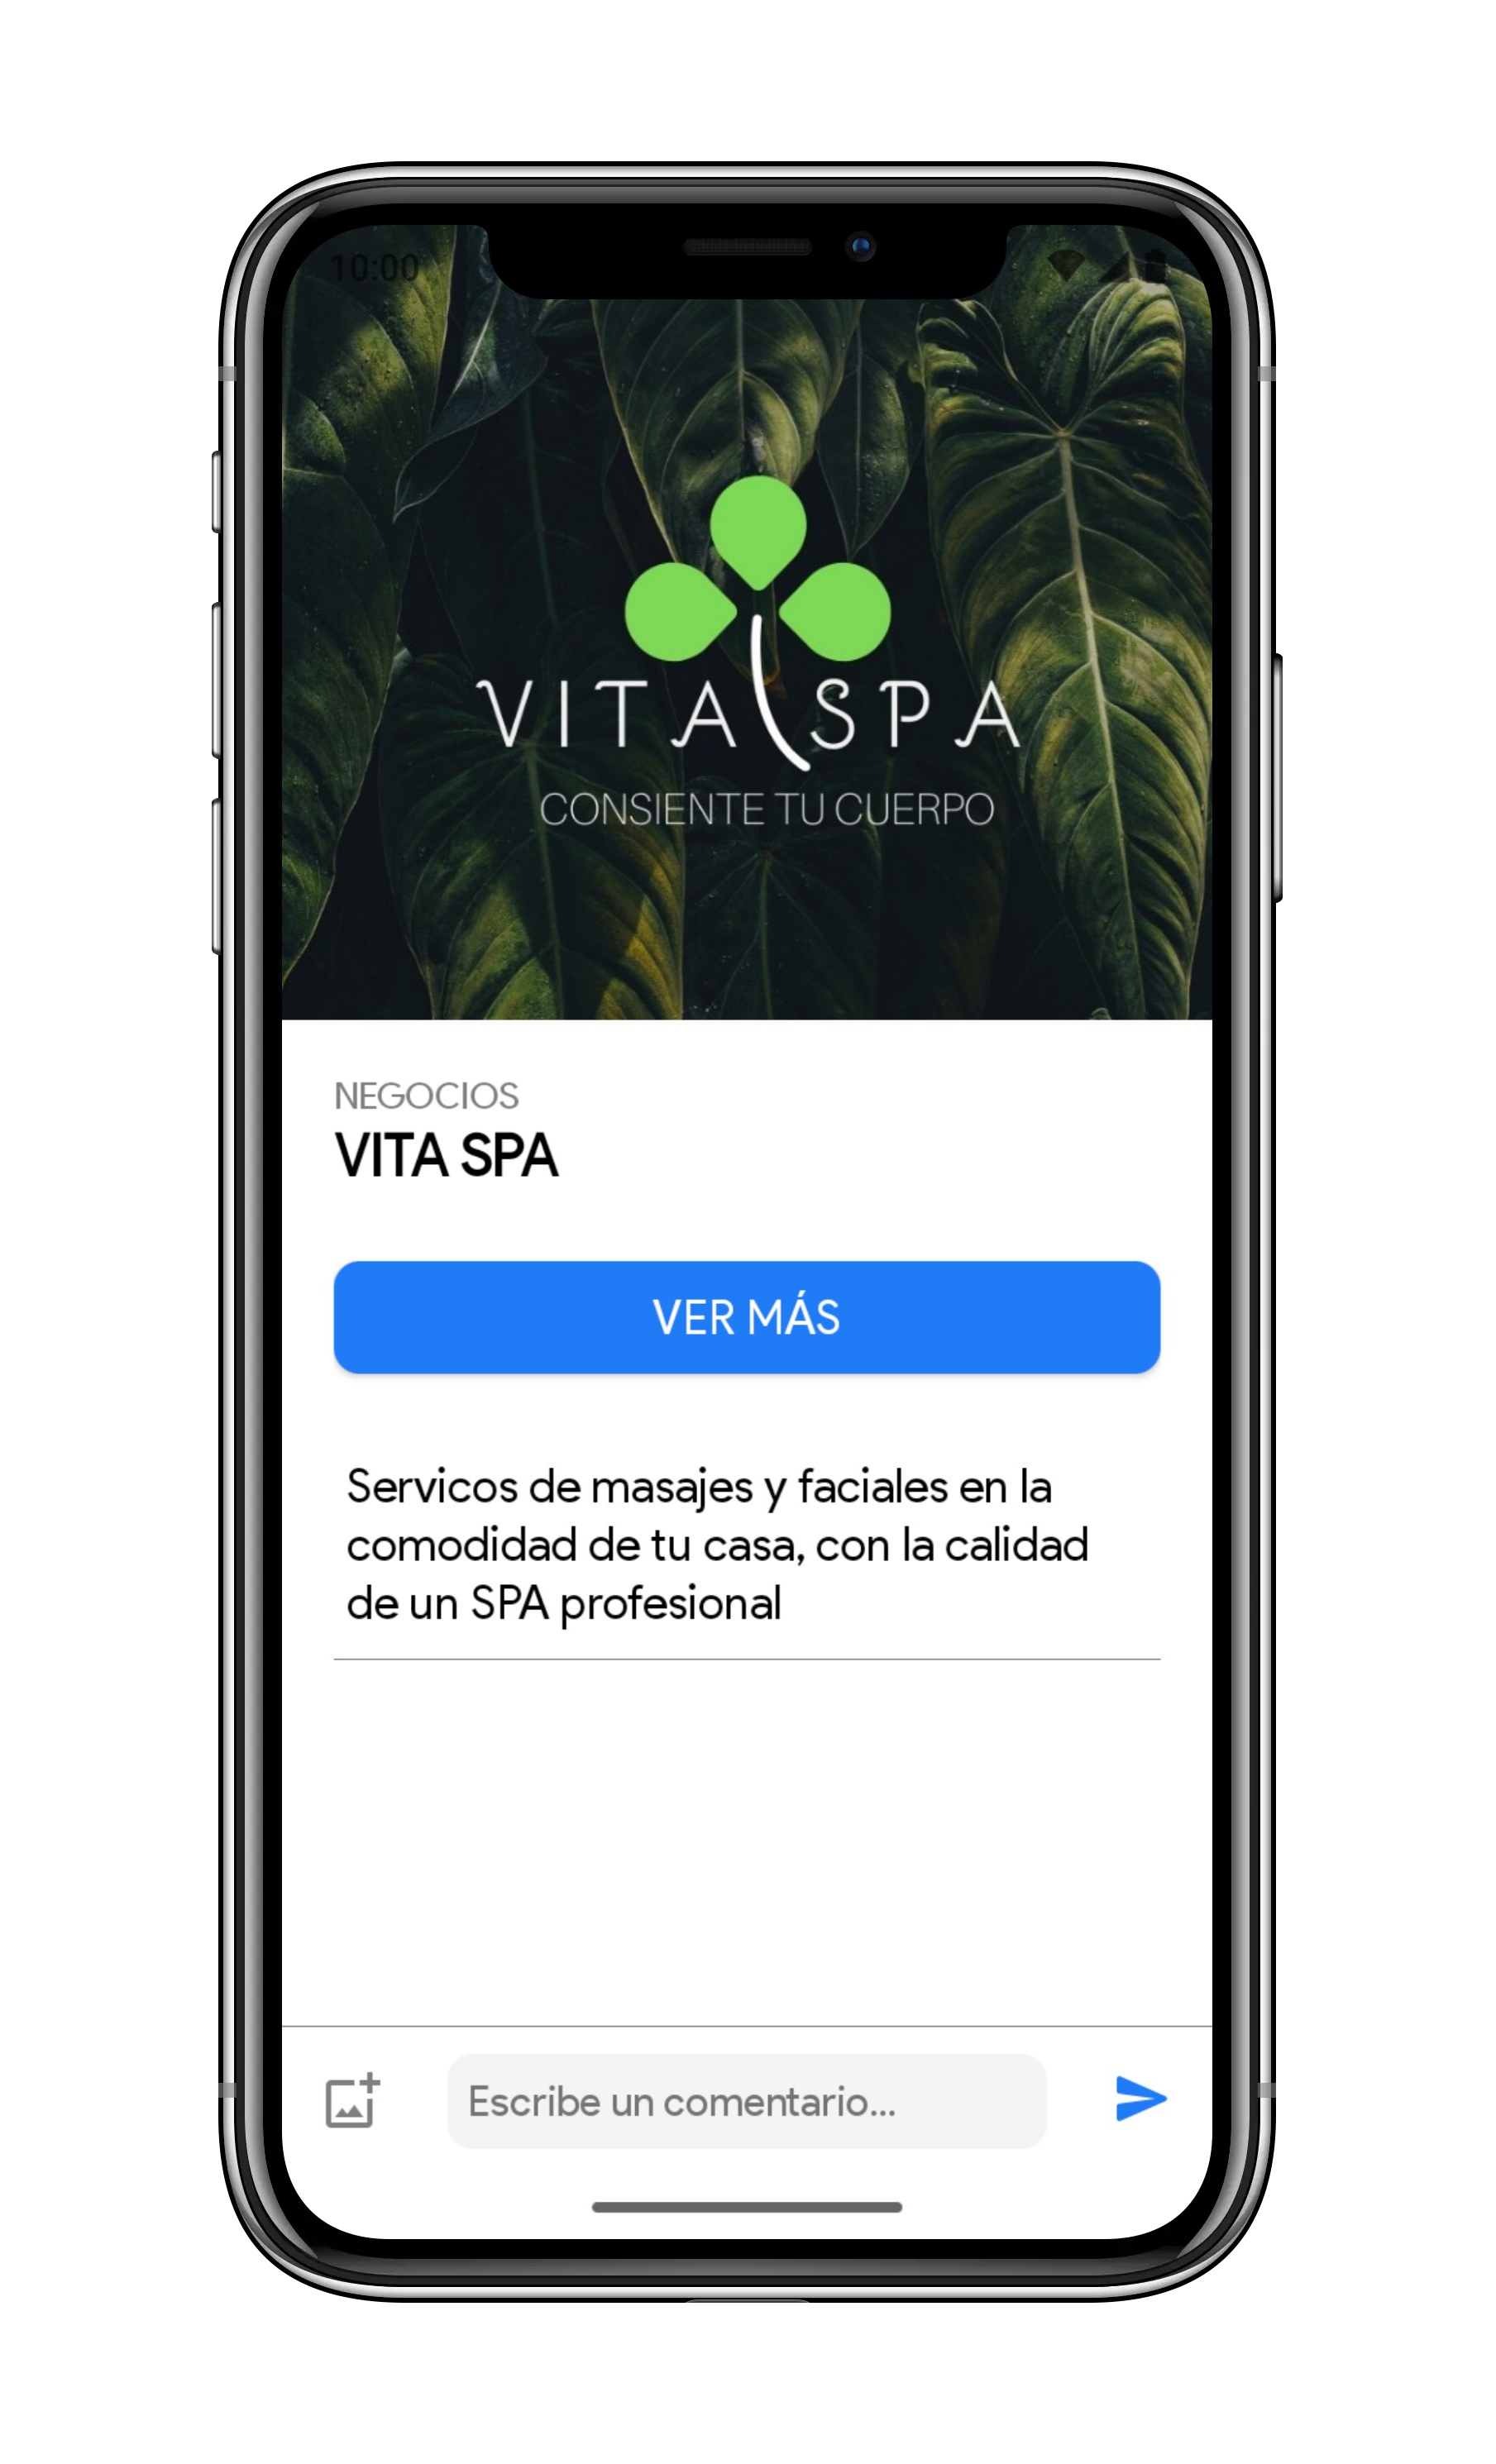 10:00
VITA SPA
CONSIENTE TU CUERPO
NEGOCIOS
VITA SPA
VER MÁS
Servicos de masajes y faciales en la
comodidad de tu casa, con la calidad
de un SPA profesional
Escribe un comentario...